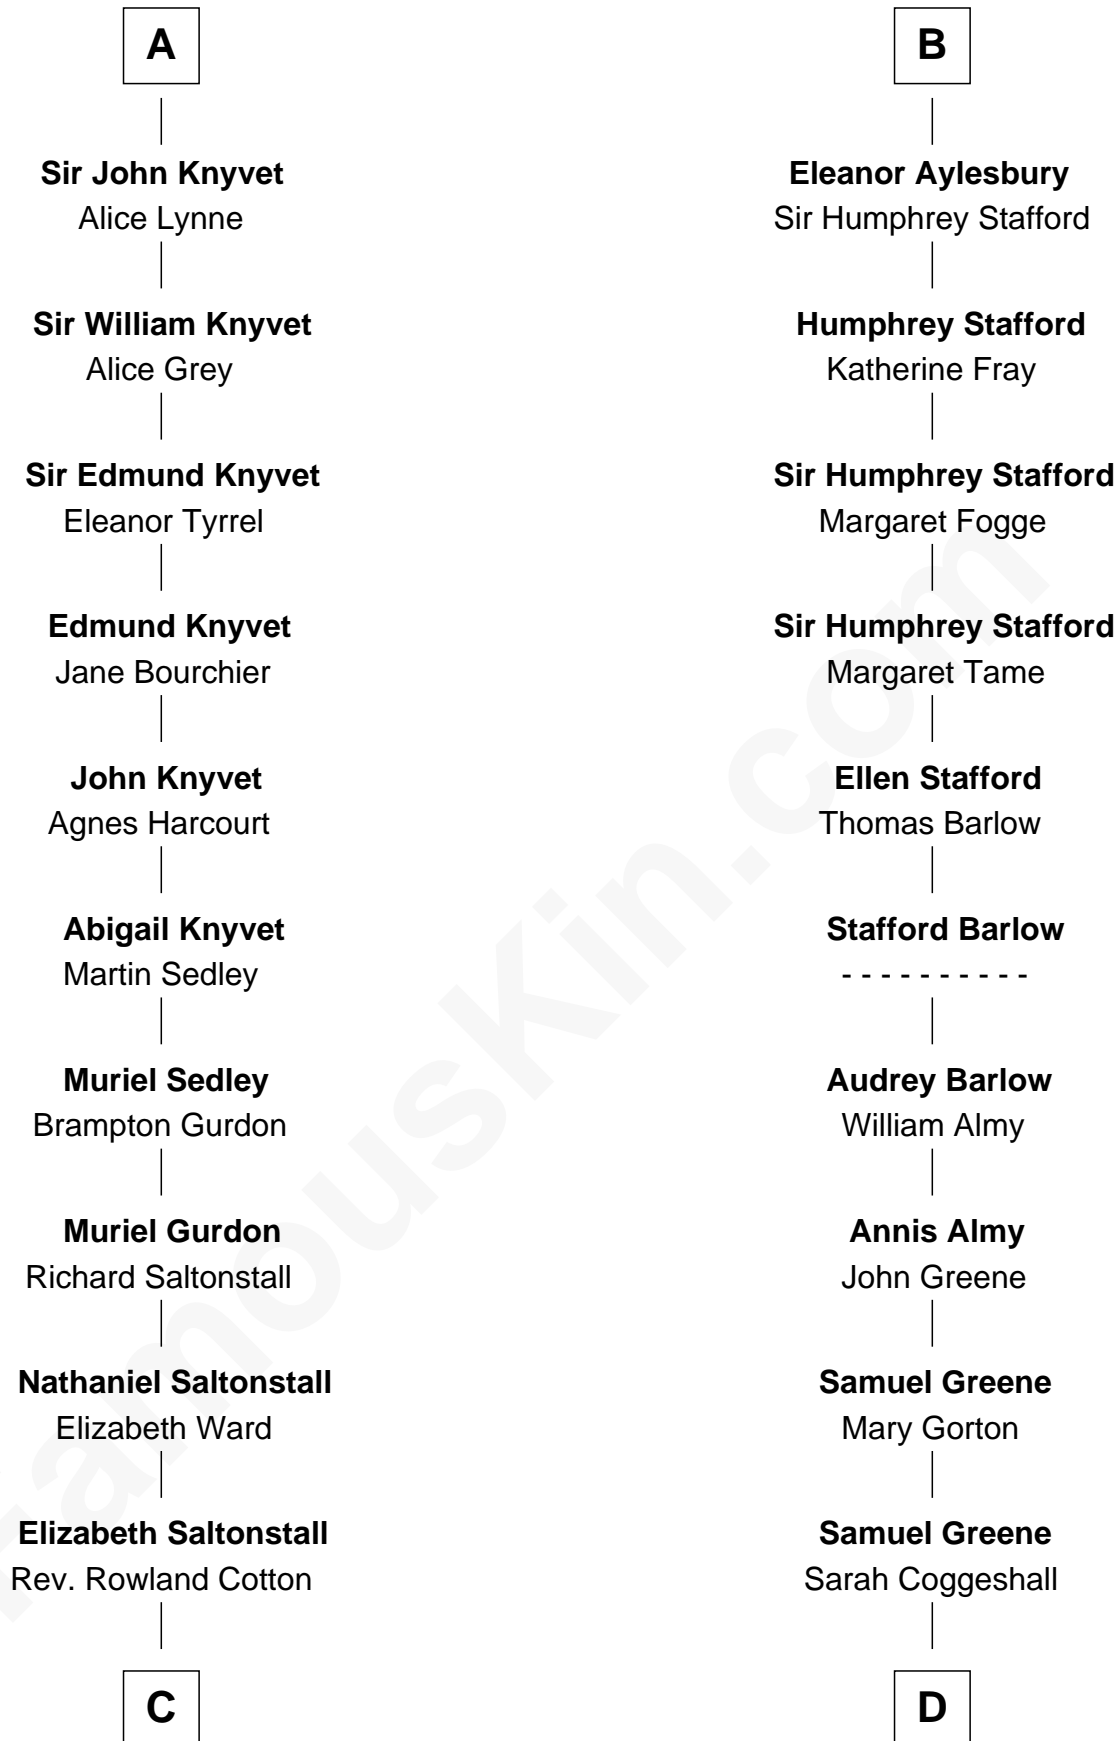 A
Sir John Knyvet
Alice Lynne
Sir William Knyvet
Alice Grey
Sir Edmund Knyvet
Eleanor Tyrrel
Edmund Knyvet
Jane Bourchier
John Knyvet
Agnes Harcourt
Abigail Knyvet
Martin Sedley
Muriel Sedley
Brampton Gurdon
Muriel Gurdon
Richard Saltonstall
Nathaniel Saltonstall
Elizabeth Ward
Elizabeth Saltonstall
Rev. Rowland Cotton
C
B
Eleanor Aylesbury
Sir Humphrey Stafford
Humphrey Stafford
Katherine Fray
Sir Humphrey Stafford
Margaret Fogge
Sir Humphrey Stafford
Margaret Tame
Ellen Stafford
Thomas Barlow
Stafford Barlow
- - - - - - - - - -
Audrey Barlow
William Almy
Annis Almy
John Greene
Samuel Greene
Mary Gorton
Samuel Greene
Sarah Coggeshall
D
FamousKin.com